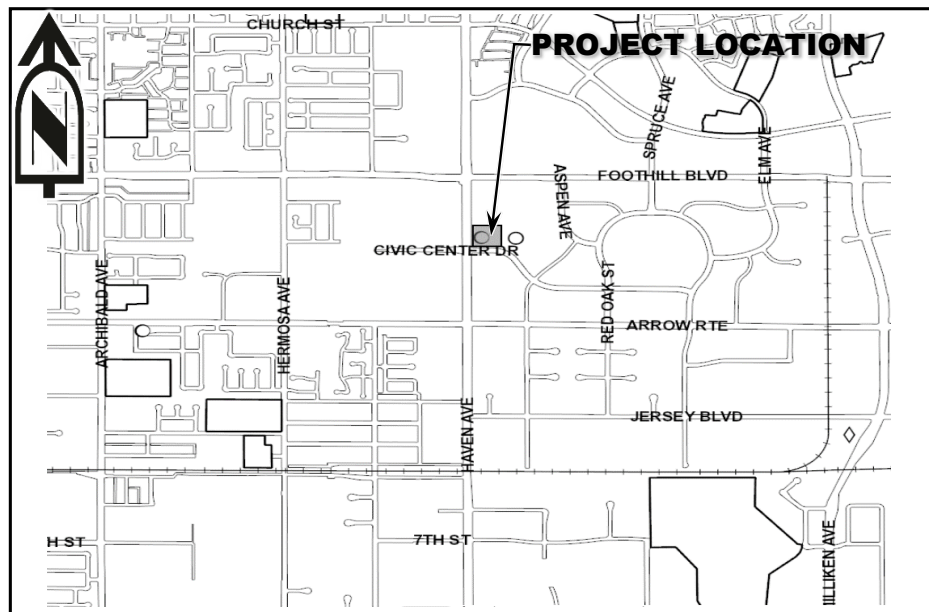 CHURCH ST
PROJECT LOCATION
N
SPRUCE AVE
ELM AVE
FOOTHILL BLVD
ASPEN AVE
CIVIC CENTER DR
ARCHIBALD AVE
HERMOSA AVE
RED OAK ST
ARROW RTE
HAVEN AVE
JERSEY BLVD
H ST
7TH ST
ILLIKEN AVE